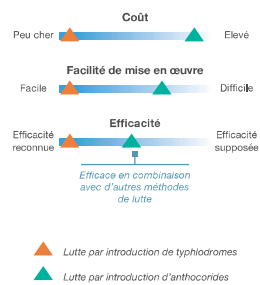 Coût
Peu cher Elevé
Facilité de mise en œuvre
Facile Difficile
Efficacité
Efficacité reconnue Efficacité supposée
Efficace en combinaison
avec d'autres méthodes
de lutte
Lutte par introduction de typhlodromes
Lutte par introduction d'anthocorides